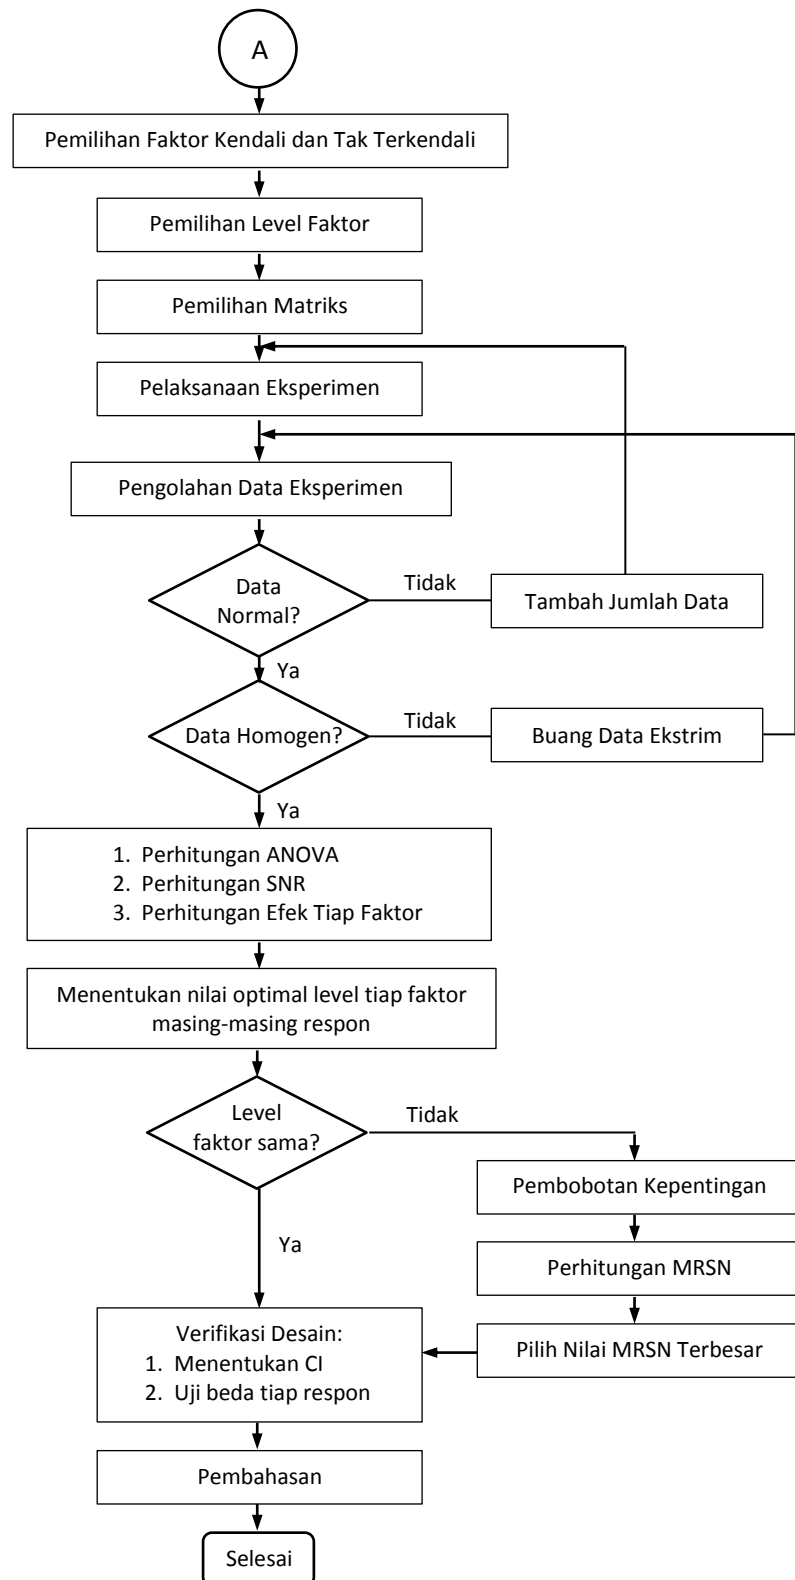 A
Pemilihan Faktor Kendali dan Tak Terkendali
Pemilihan Level Faktor
Pemilihan Matriks
Pelaksanaan Eksperimen
Pengolahan Data Eksperimen
Data
Normal?
Tidak
Tambah Jumlah Data
Ya
Data Homogen?
Tidak
Buang Data Ekstrim
Ya
1. Perhitungan ANOVA
2. Perhitungan SNR
3. Perhitungan Efek Tiap Faktor
Menentukan nilai optimal level tiap faktor
masing-masing respon
Level
faktor sama?
Tidak
Pembobotan Kepentingan
Ya
Perhitungan MRSN
Pilih Nilai MRSN Terbesar
Verifikasi Desain:
1. Menentukan CI
2. Uji beda tiap respon
Pembahasan
Selesai